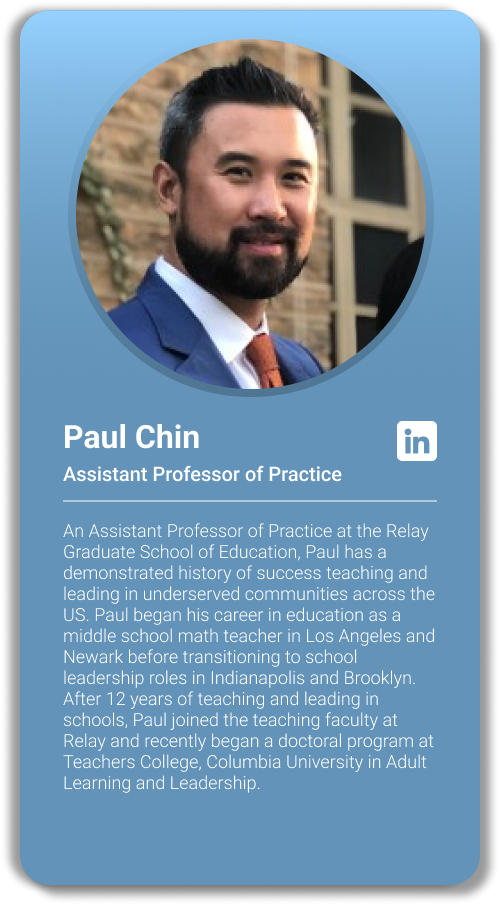 Paul Chin
in
Assistant Professor of Practice
An Assistant Professor of Practice at the Relay
Graduate School of Education, Paul has a
demonstrated history of success teaching and
leading in underserved communities across the
US. Paul began his career in education as a
middle school math teacher in Los Angeles and
Newark before transitioning to school
leadership roles in Indianapolis and Brooklyn.
After 12 years of teaching and leading in
schools, Paul joined the teaching faculty at
Relay and recently began a doctoral program at
Teachers College, Columbia University in Adult
Learning and Leadership.